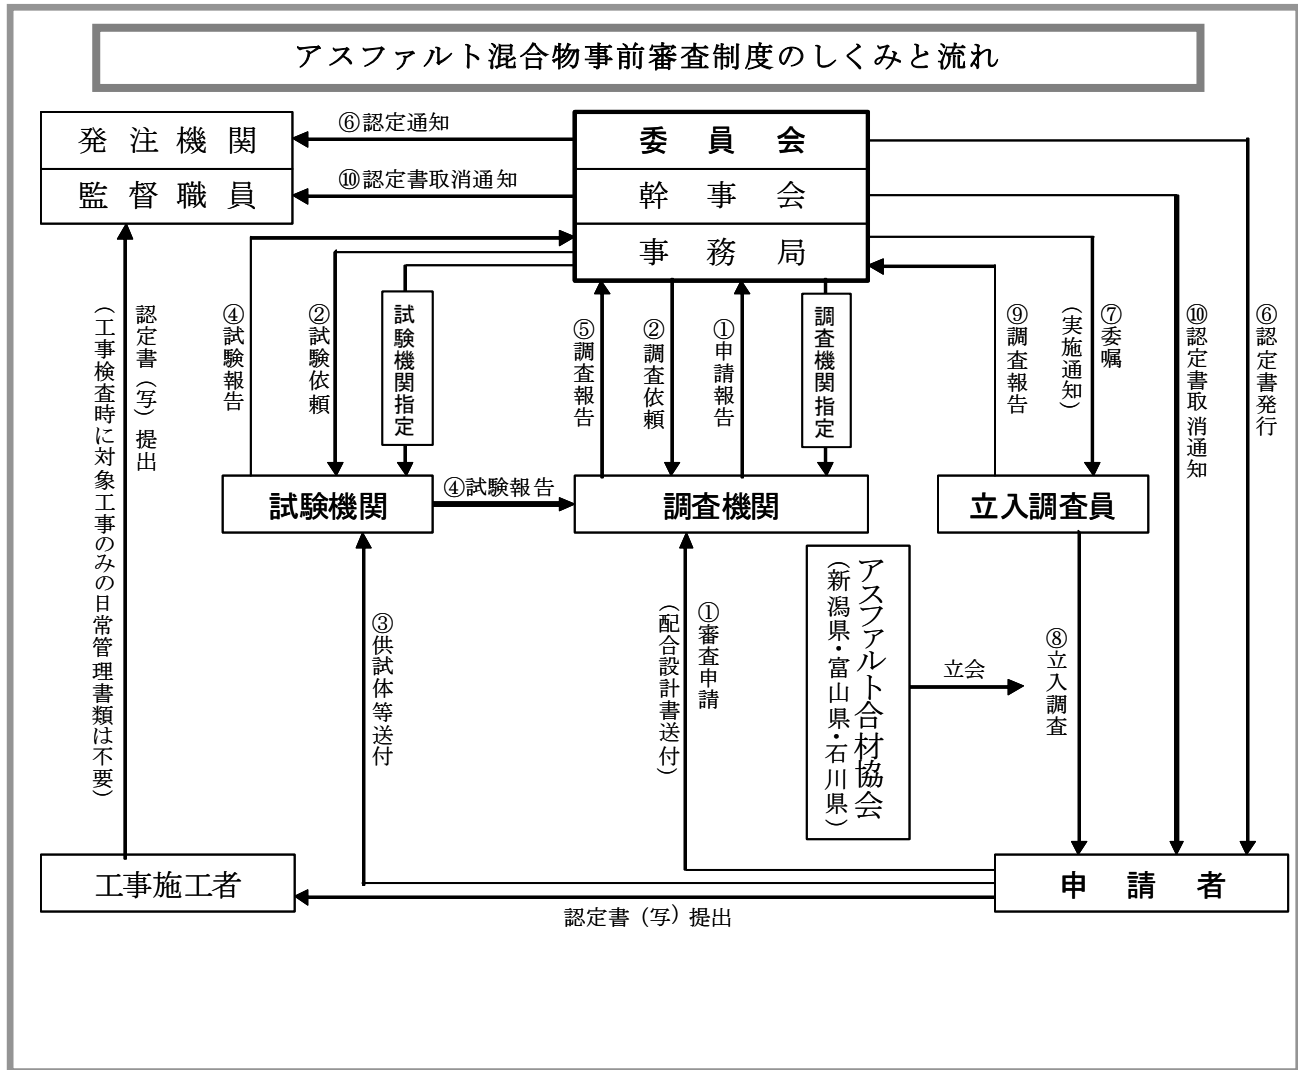 アスファルト混合物事前審査制度のしくみと流れ
発注機関
監督職員
⑥認定通知
⑩認定書取消通知
委員会
幹事会
事務局
認定書（写）提出
（工事検査時に対象工事のみの日常管理書類は不要）
④試験報告
②試験依頼
試験機関指定
⑤調査報告
②調査依頼
①申請報告
調査機関指定
⑨調査報告
⑦委嘱
（実施通知）
⑩認定書取消通知
⑥認定書発行
試験機関
④試験報告
調査機関
立入調査員
③供試体等送付
①審査申請
（配合設計書送付）
アスファルト合材協会
（新潟県・富山県・石川県）
立会
⑧立入調査
工事施工者
申請者
認定書（写）提出